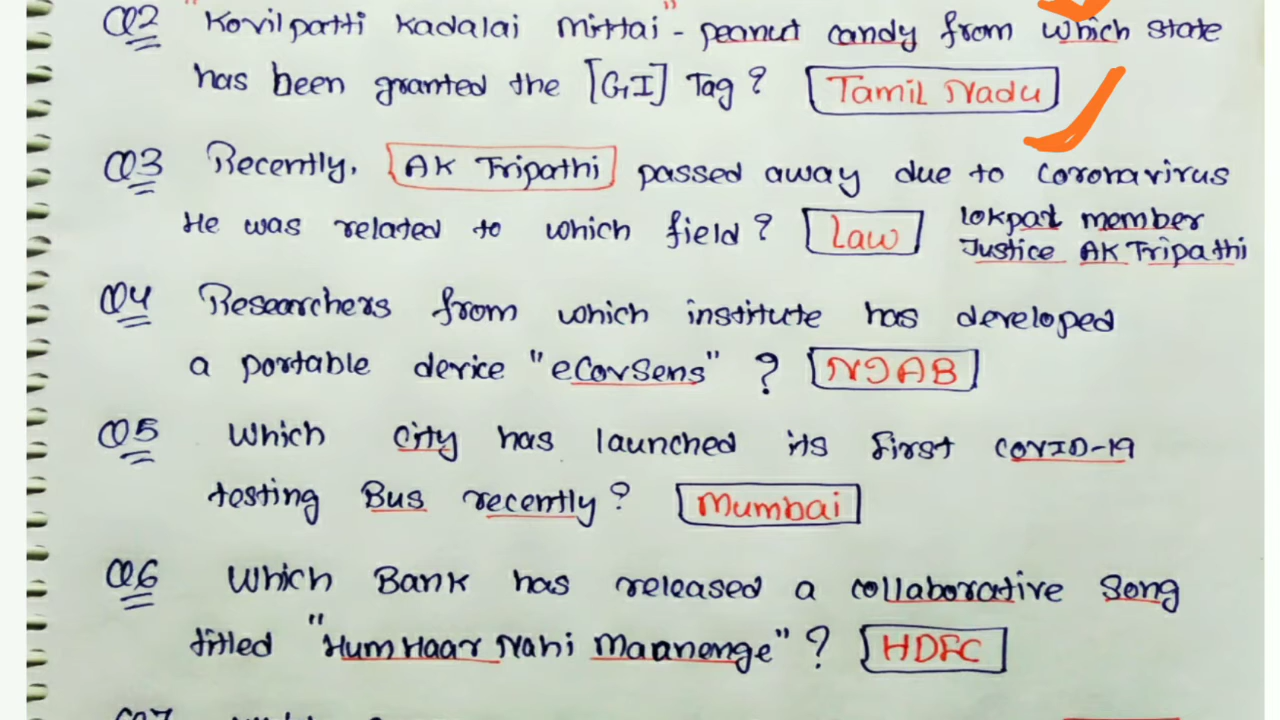 Q2 "Kovilpatti Kadalai Mittai" - peanut candy from which state
has been granted the [GI] Tag? Tamil Nadu
Q3 Recently, AK Tripathi passed away due to coronavirus
He was related to which field? Law lokpal member
Justice AK Tripathi
Q4 Researchers from which institute has developed
a portable device "eCovSens" ? NIAB
Q5 Which city has launched its first COVID-19
testing Bus recently? Mumbai
Q6 Which Bank has released a collaborative song
titled "Hum Haar Nahi Maanenge" ? HDFC
Q7